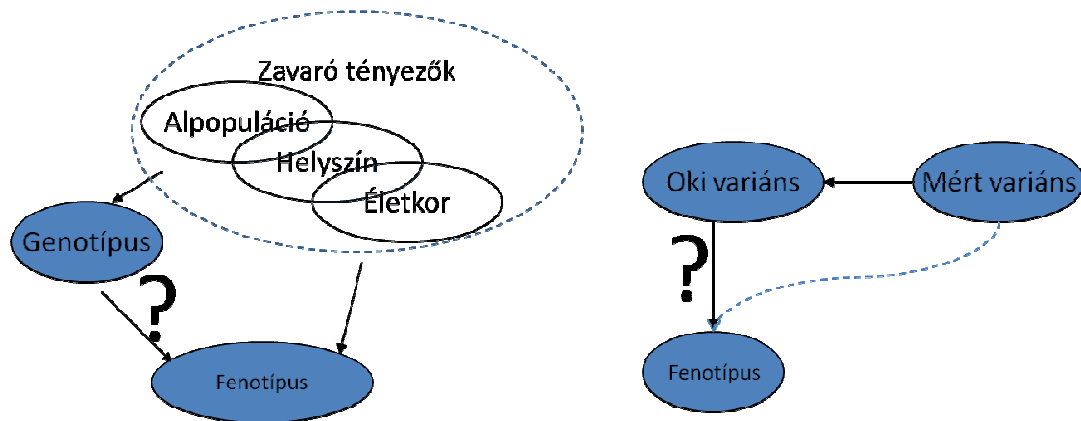 Zavaró tényezők
Alpopuláció
Helyszín
Életkor
Genotípus
?
Fenotípus
Oki variáns
Mért variáns
?
Fenotípus